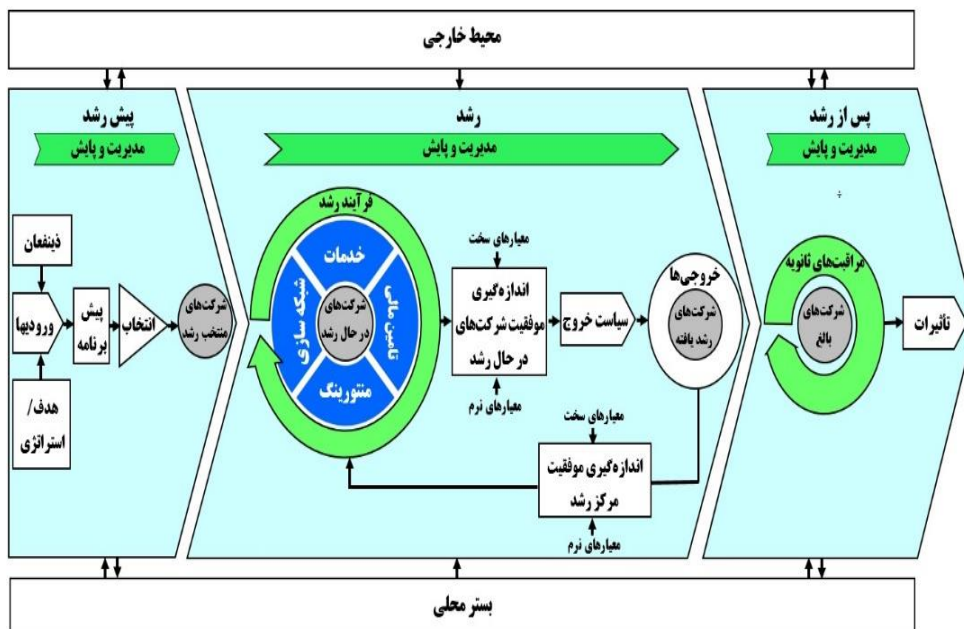 محیط خارجی
پیش رشد
مدیریت و پایش
ذینفعان
ورودیها
هدف/
استراتژی
پیش
برنامه
انتخاب
شرکت‌های
منتخب رشد
رشد
مدیریت و پایش
فرآیند رشد
خدمات
تامین مالی
منتورینگ
شبکه سازی
شرکت‌های
در حال رشد
معیارهای سخت
اندازه‌گیری
موفقیت شرکت‌های
در حال رشد
معیارهای نرم
سیاست خروج
خروجی‌ها
شرکت‌های
رشد یافته
معیارهای سخت
اندازه‌گیری موفقیت
مرکز رشد
معیارهای نرم
پس از رشد
مدیریت و پایش
÷
مراقبت‌های ثانویه
شرکت‌های
بالغ
تأثیرات
بستر محلی